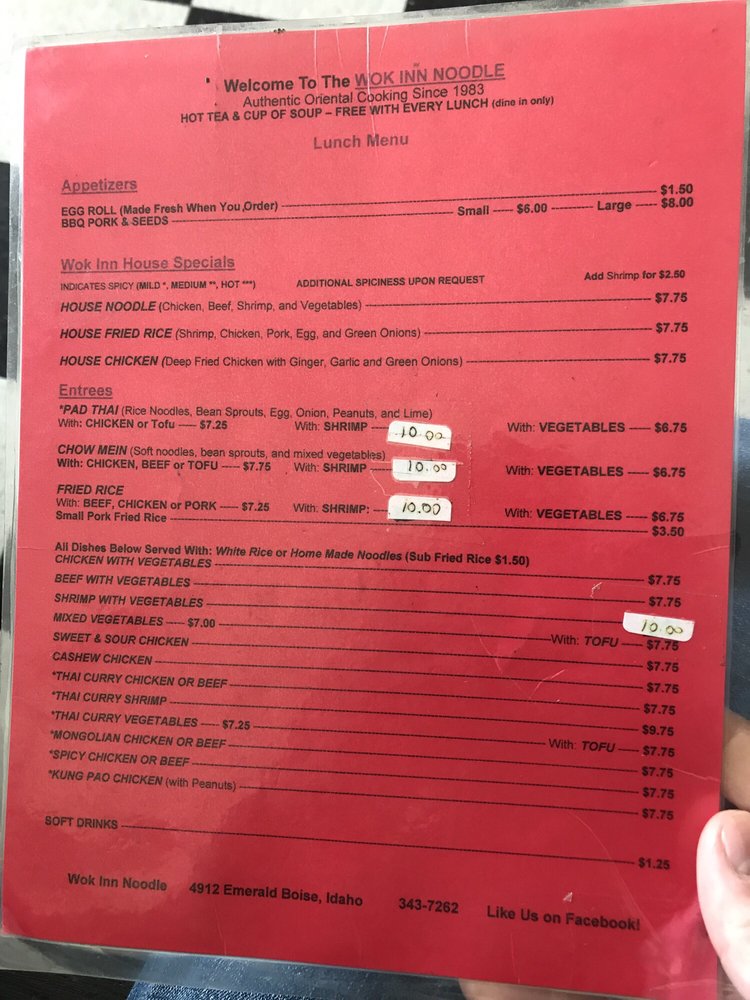 Welcome To The WOK INN NOODLE
Authentic Oriental Cooking Since 1983
HOT TEA & CUP OF SOUP – FREE WITH EVERY LUNCH (dine in only)
Lunch Menu
Appetizers
EGG ROLL (Made Fresh When You Order) $1.50
BBQ PORK & SEEDS Small $6.00 Large $8.00
Wok Inn House Specials
INDICATES SPICY (MILD *, MEDIUM **, HOT ***) ADDITIONAL SPICINESS UPON REQUEST Add Shrimp for $2.50
HOUSE NOODLE (Chicken, Beef, Shrimp, and Vegetables) $7.75
HOUSE FRIED RICE (Shrimp, Chicken, Pork, Egg, and Green Onions) $7.75
HOUSE CHICKEN (Deep Fried Chicken with Ginger, Garlic and Green Onions) $7.75
Entrees
*PAD THAI (Rice Noodles, Bean Sprouts, Egg, Onion, Peanuts, and Lime)
With: CHICKEN or Tofu $7.25 With: SHRIMP 10.00 With: VEGETABLES $6.75
CHOW MEIN (Soft noodles, bean sprouts, and mixed vegetables)
With: CHICKEN, BEEF or TOFU $7.75 With: SHRIMP 10.00 With: VEGETABLES $6.75
FRIED RICE
With: BEEF, CHICKEN or PORK $7.25 With: SHRIMP: 10.00 With: VEGETABLES $6.75
Small Pork Fried Rice $3.50
All Dishes Below Served With: White Rice or Home Made Noodles (Sub Fried Rice $1.50)
CHICKEN WITH VEGETABLES $7.75
BEEF WITH VEGETABLES $7.75
SHRIMP WITH VEGETABLES 10.00
MIXED VEGETABLES $7.00 With: TOFU $7.75
SWEET & SOUR CHICKEN $7.75
CASHEW CHICKEN $7.75
*THAI CURRY CHICKEN OR BEEF $7.75
*THAI CURRY SHRIMP $9.75
*THAI CURRY VEGETABLES $7.25 With: TOFU $7.75
*MONGOLIAN CHICKEN OR BEEF $7.75
*SPICY CHICKEN OR BEEF $7.75
*KUNG PAO CHICKEN (with Peanuts) $7.75
SOFT DRINKS $1.25
Wok Inn Noodle 4912 Emerald Boise, Idaho 343-7262 Like Us on Facebook!